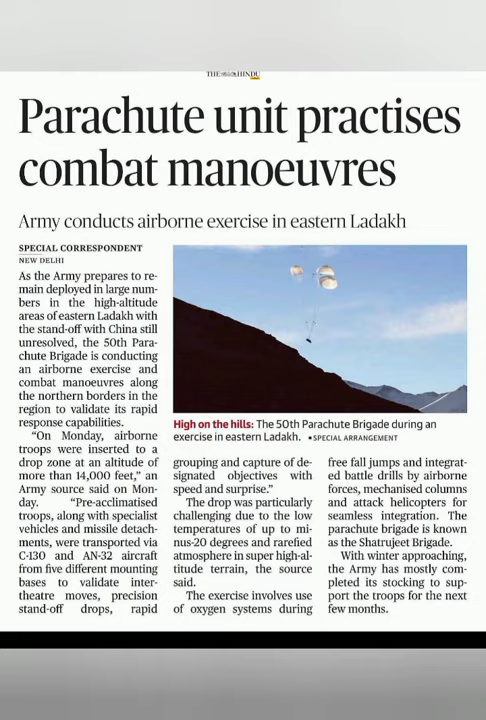 THE HINDU
Parachute unit practises
combat manoeuvres
Army conducts airborne exercise in eastern Ladakh
SPECIAL CORRESPONDENT
NEW DELHI
As the Army prepares to re-
main deployed in large num-
bers in the high-altitude
areas of eastern Ladakh with
the stand-off with China still
unresolved, the 50th Para-
chute Brigade is conducting
an airborne exercise and
combat manoeuvres along
the northern borders in the
region to validate its rapid
response capabilities.
“On Monday, airborne
troops were inserted to a
drop zone at an altitude of
more than 14,000 feet,” an
Army source said on Mon-
day. “Pre-acclimatised
troops, along with specialist
vehicles and missile detach-
ments, were transported via
C-130 and AN-32 aircraft
from five different mounting
bases to validate inter-
theatre moves, precision
stand-off drops, rapid
High on the hills: The 50th Parachute Brigade during an
exercise in eastern Ladakh. •SPECIAL ARRANGEMENT
grouping and capture of de-
signated objectives with
speed and surprise.”
The drop was particularly
challenging due to the low
temperatures of up to mi-
nus-20 degrees and rarefied
atmosphere in super high-al-
titude terrain, the source
said.
The exercise involves use
of oxygen systems during
free fall jumps and integrat-
ed battle drills by airborne
forces, mechanised columns
and attack helicopters for
seamless integration. The
parachute brigade is known
as the Shatrujeet Brigade.
With winter approaching,
the Army has mostly com-
pleted its stocking to sup-
port the troops for the next
few months.